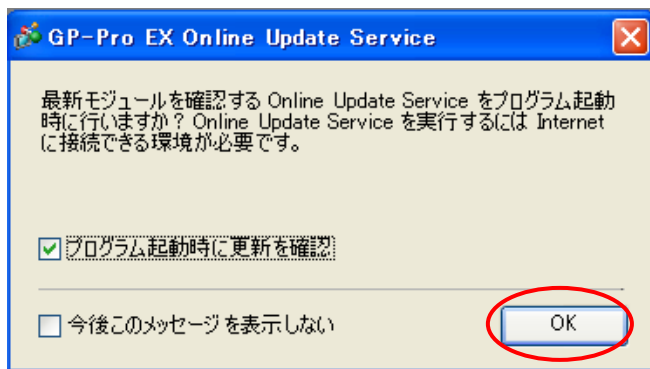 GP-Pro EX Online Update Service
最新モジュールを確認する Online Update Service をプログラム起動
時に行いますか？ Online Update Service を実行するには Internet
に接続できる環境が必要です。
プログラム起動時に更新を確認
今後このメッセージを表示しない
OK